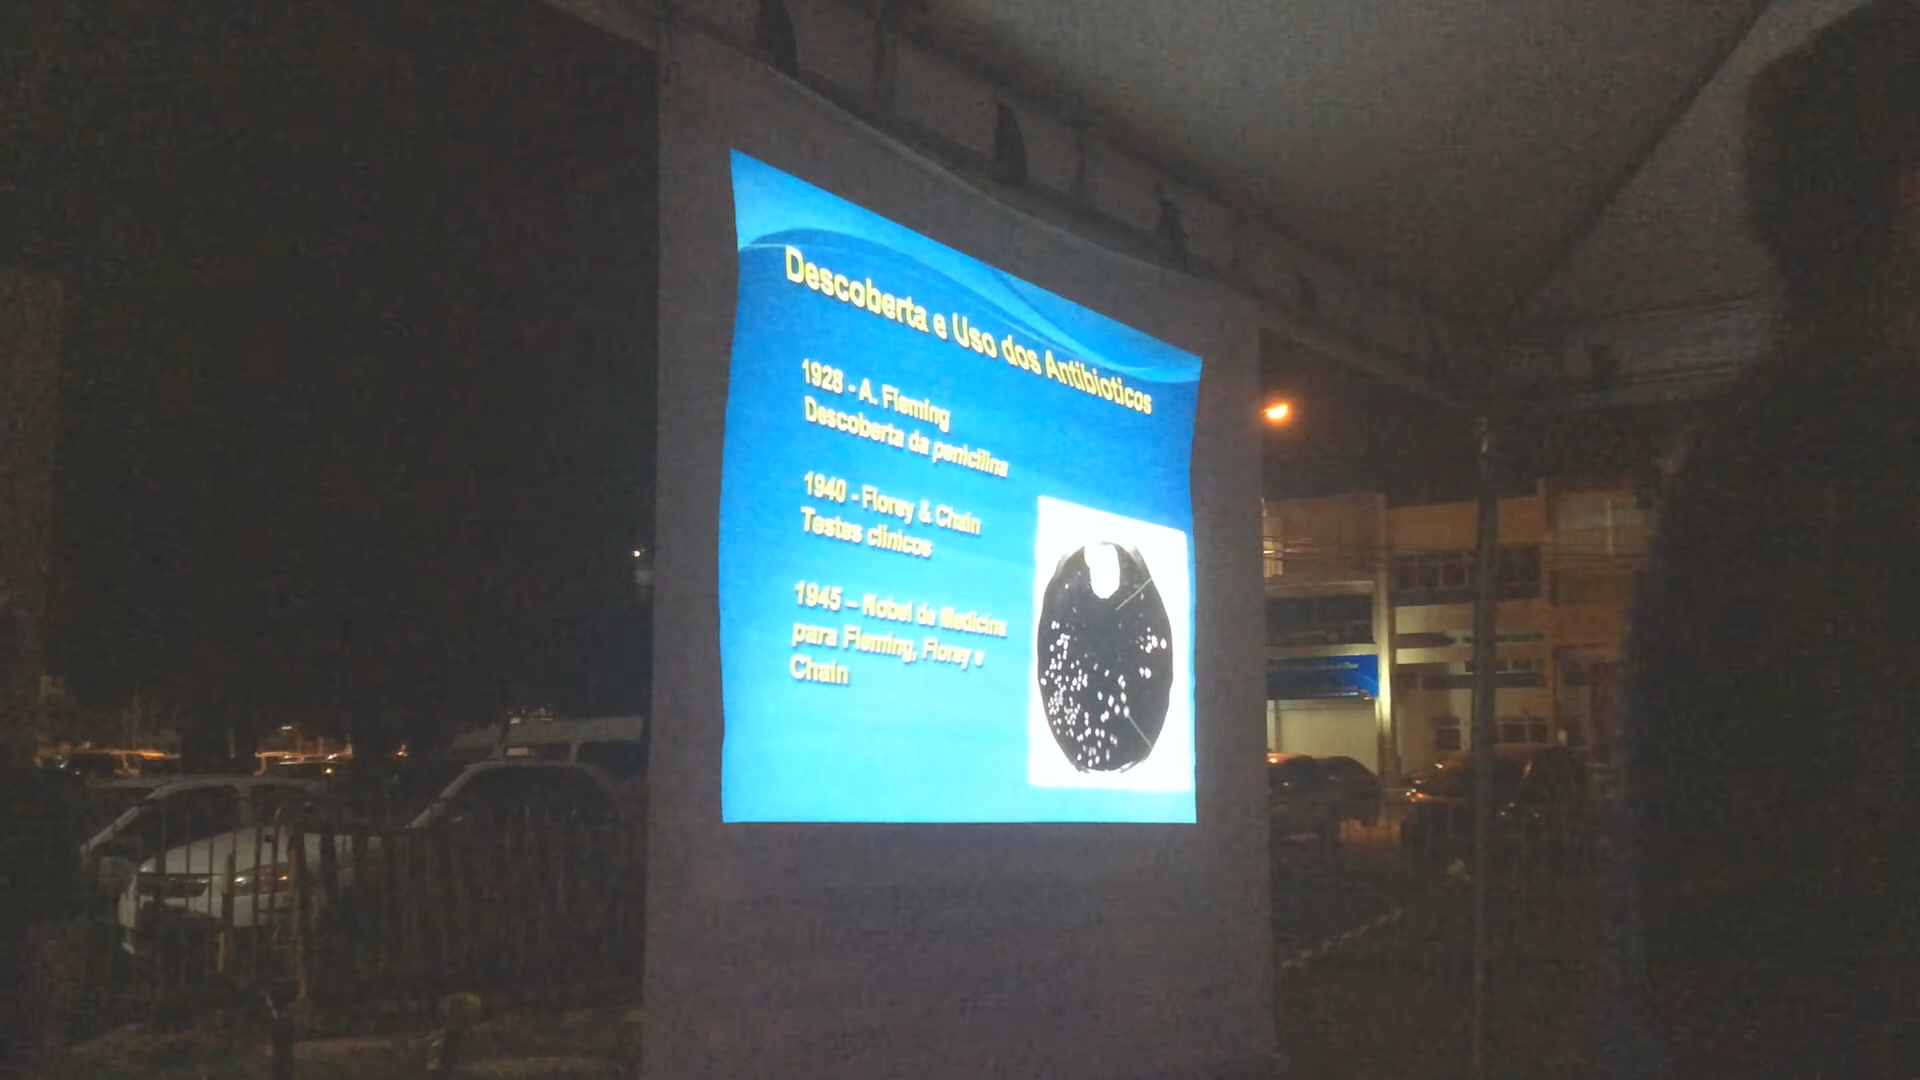 Descoberta e Uso dos Antibioticos
1928 - A. Fleming
Descoberta da penicilina
1940 - Florey & Chain
Testes clínicos
1945 – Nobel de Medicina
para Fleming, Florey e
Chain